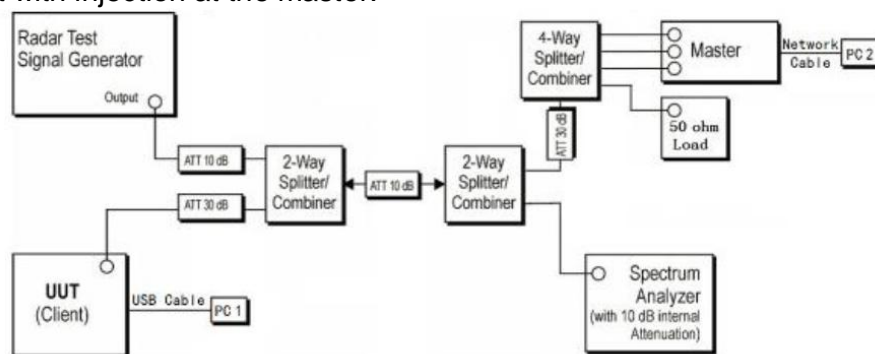 with injection at the master.
Radar Test
Signal Generator
Output
ATT 10 dB
ATT 30 dB
2-Way
Splitter/
Combiner
ATT 10 dB
2-Way
Splitter/
Combiner
4-Way
Splitter/
Combiner
ATT 30 dB
Master
Network
Cable
PC 2
50 ohm
Load
UUT
(Client)
USB Cable
PC 1
Spectrum
Analyzer
(with 10 dB internal
Attenuation)